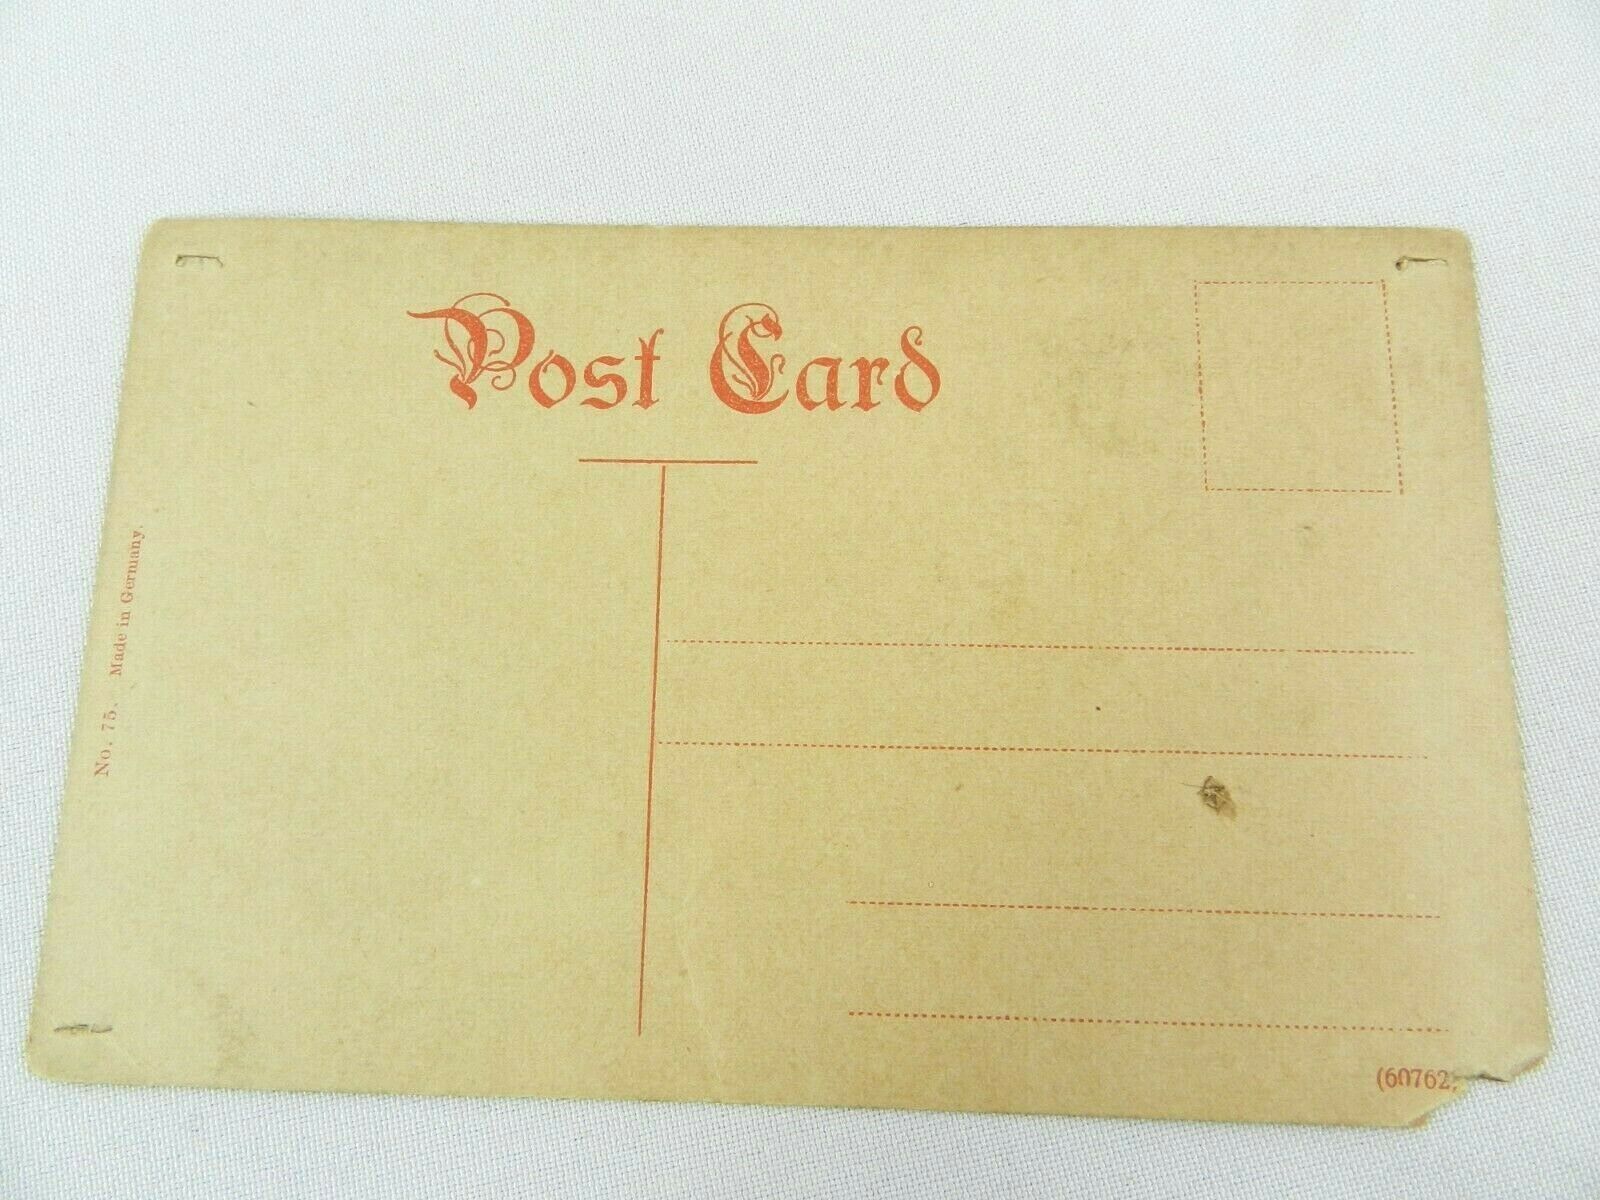 Post Card
No. 75. Made in Germany.
(60762)